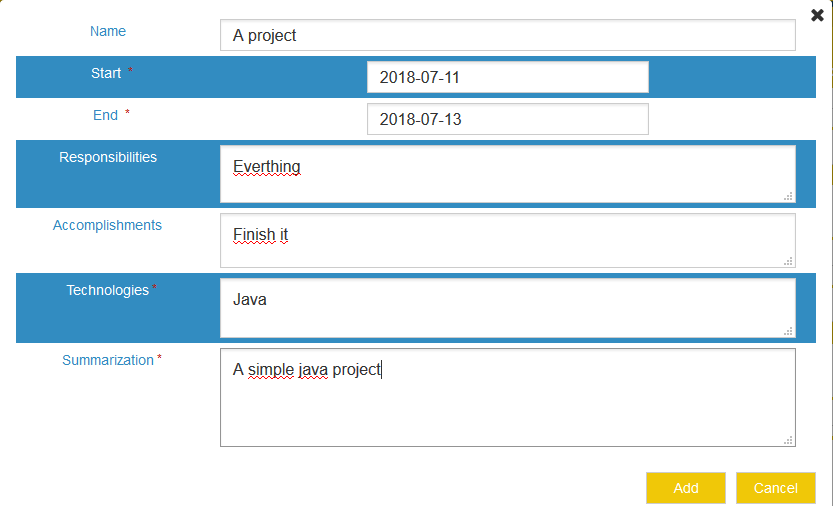 Name A project
Start * 2018-07-11
End * 2018-07-13
Responsibilities Everthing
Accomplishments Finish it
Technologies * Java
Summarization * A simple java project
Add Cancel